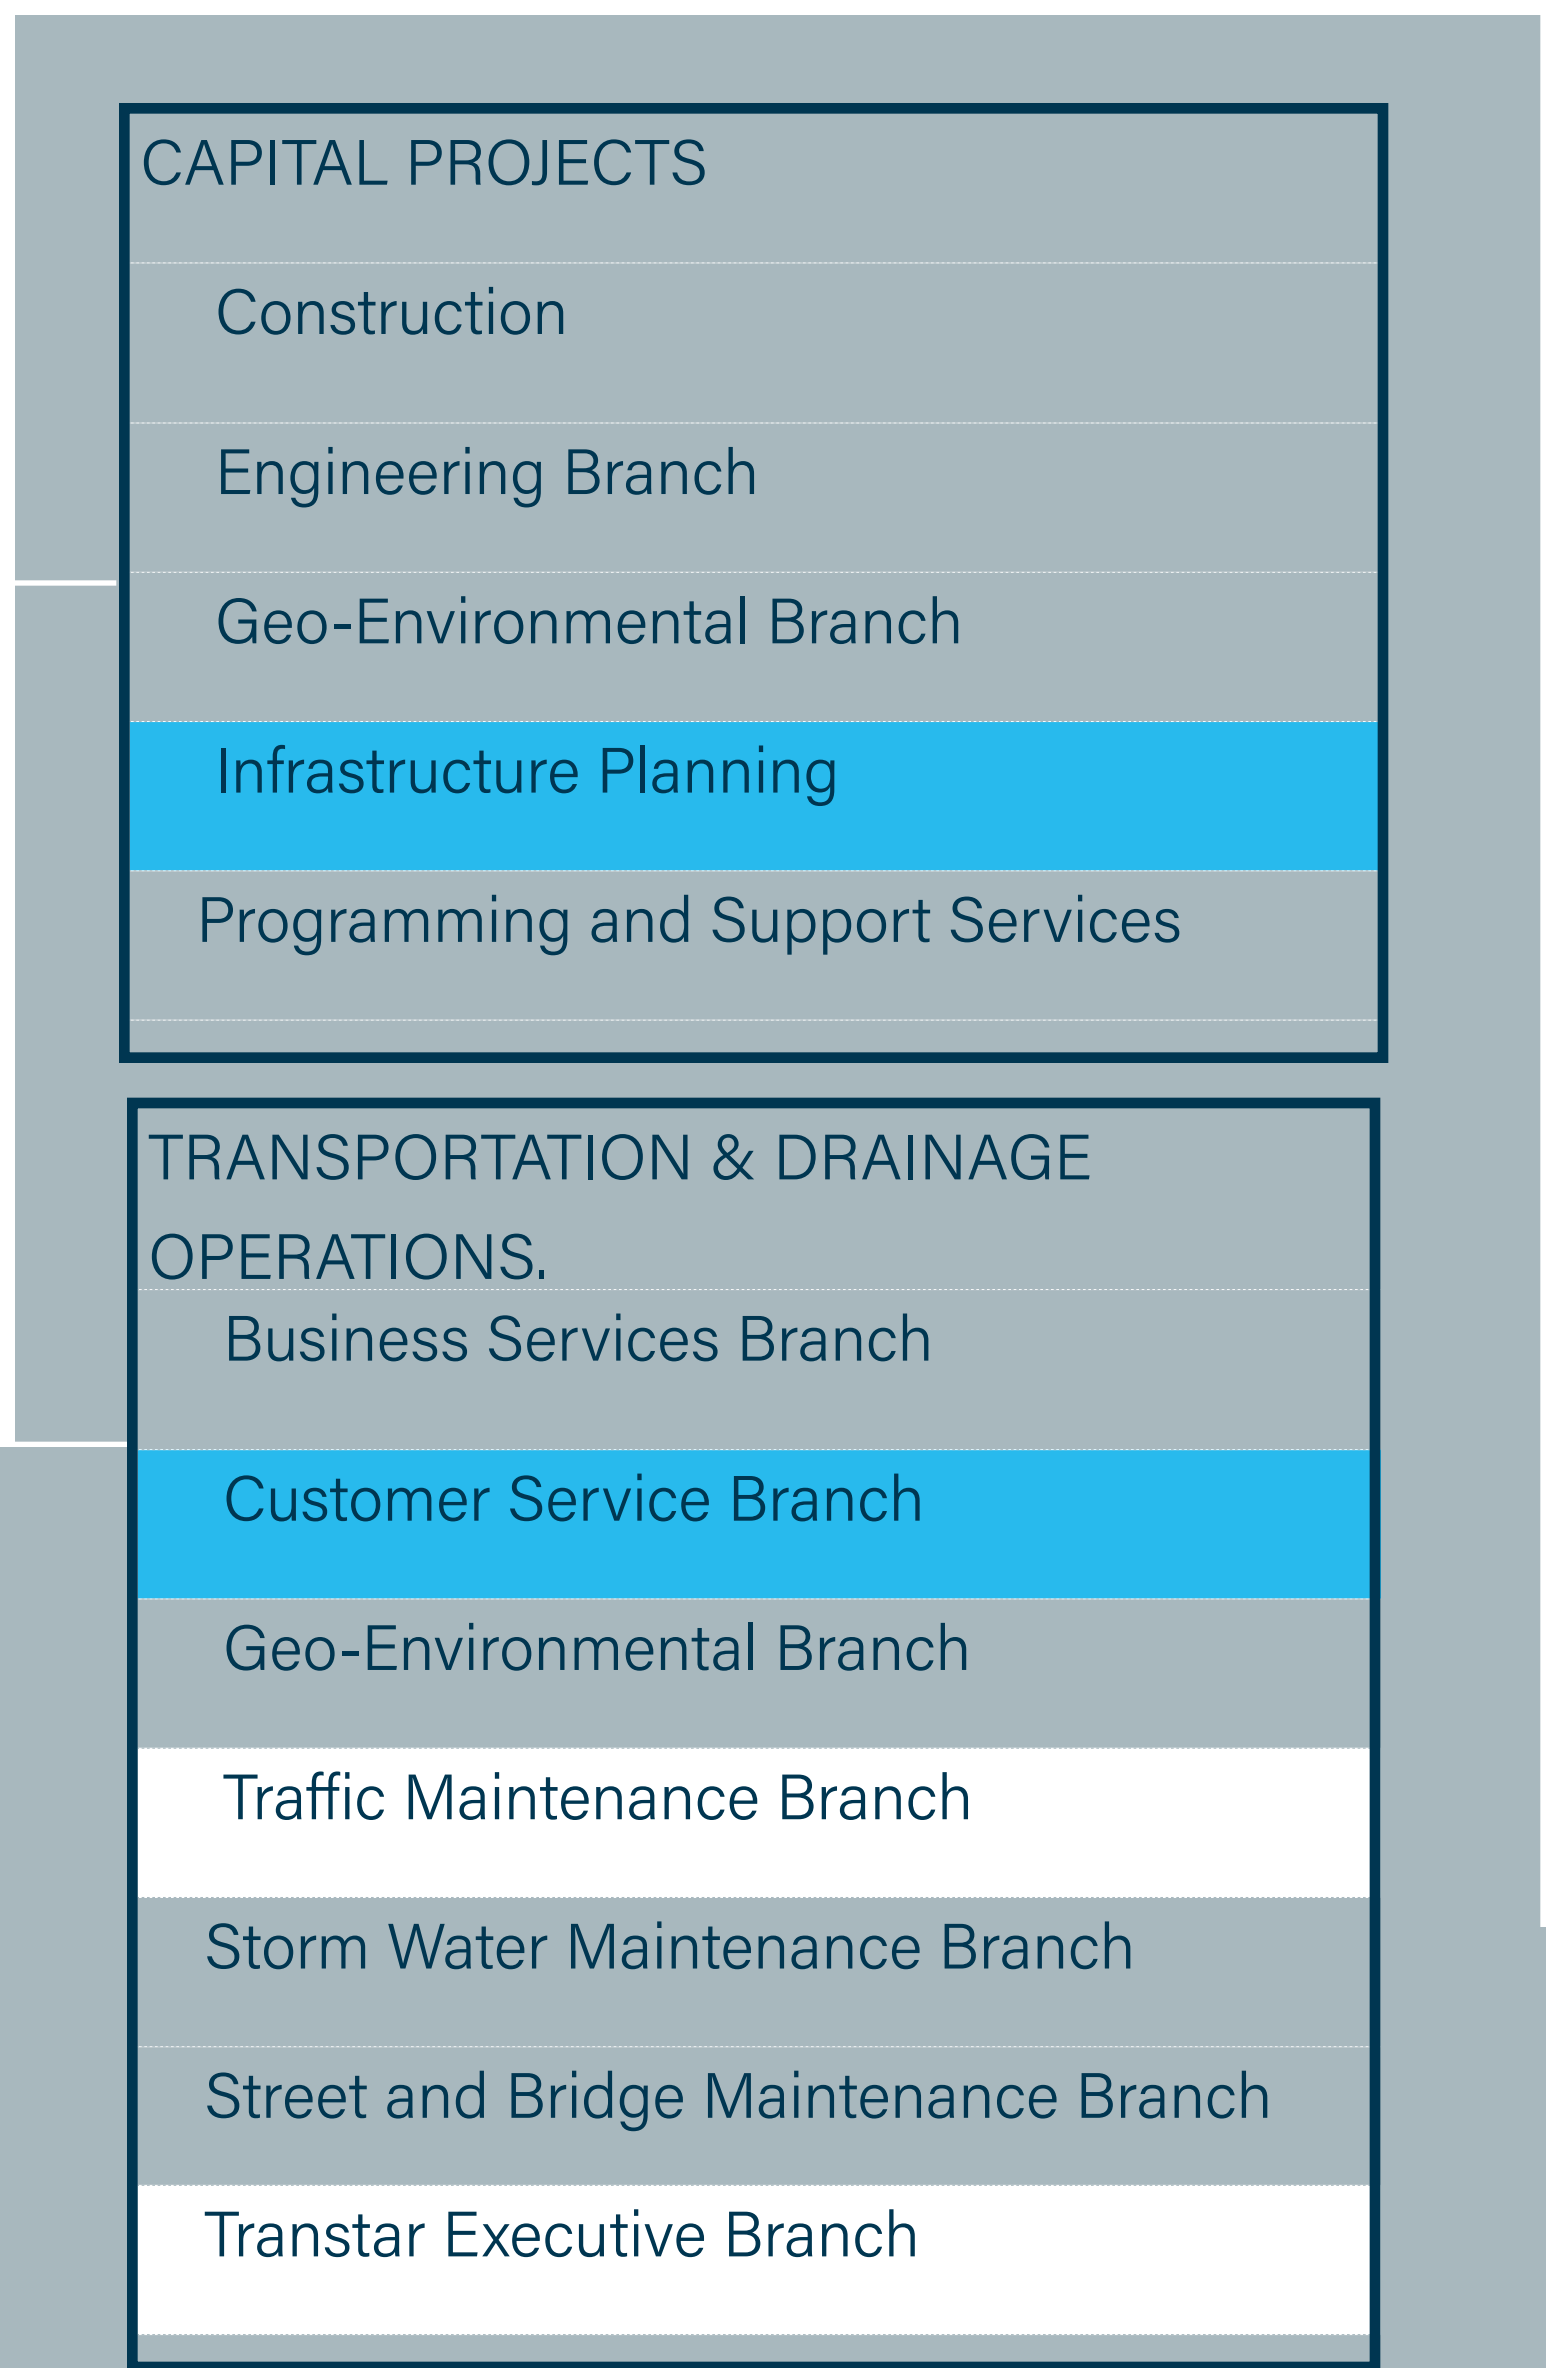 CAPITAL PROJECTS
Construction
Engineering Branch
Geo-Environmental Branch
Infrastructure Planning
Programming and Support Services
TRANSPORTATION & DRAINAGE
OPERATIONS.
Business Services Branch
Customer Service Branch
Geo-Environmental Branch
Traffic Maintenance Branch
Storm Water Maintenance Branch
Street and Bridge Maintenance Branch
Transtar Executive Branch